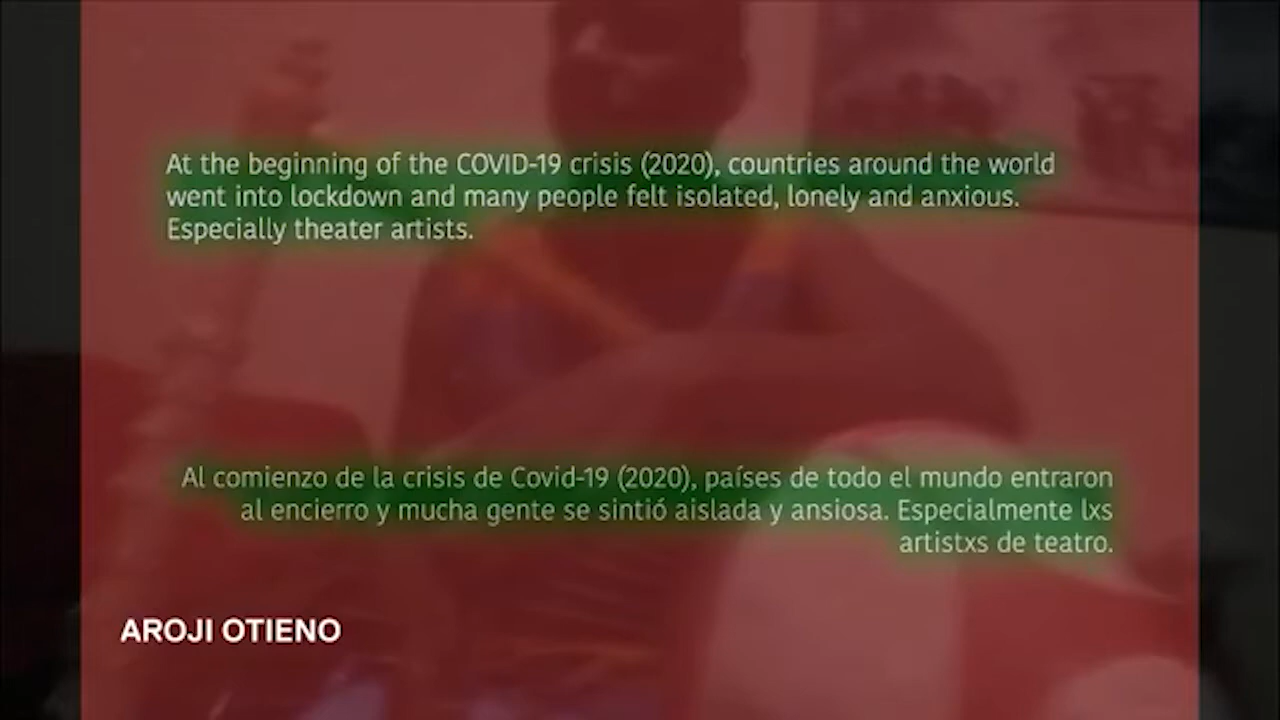 At the beginning of the COVID-19 crisis (2020), countries around the world
went into lockdown and many people felt isolated, lonely and anxious.
Especially theater artists.
Al comienzo de la crisis de Covid-19 (2020), países de todo el mundo entraron
al encierro y mucha gente se sintió aislada y ansiosa. Especialmente lxs
artistxs de teatro.
AROJI OTIENO